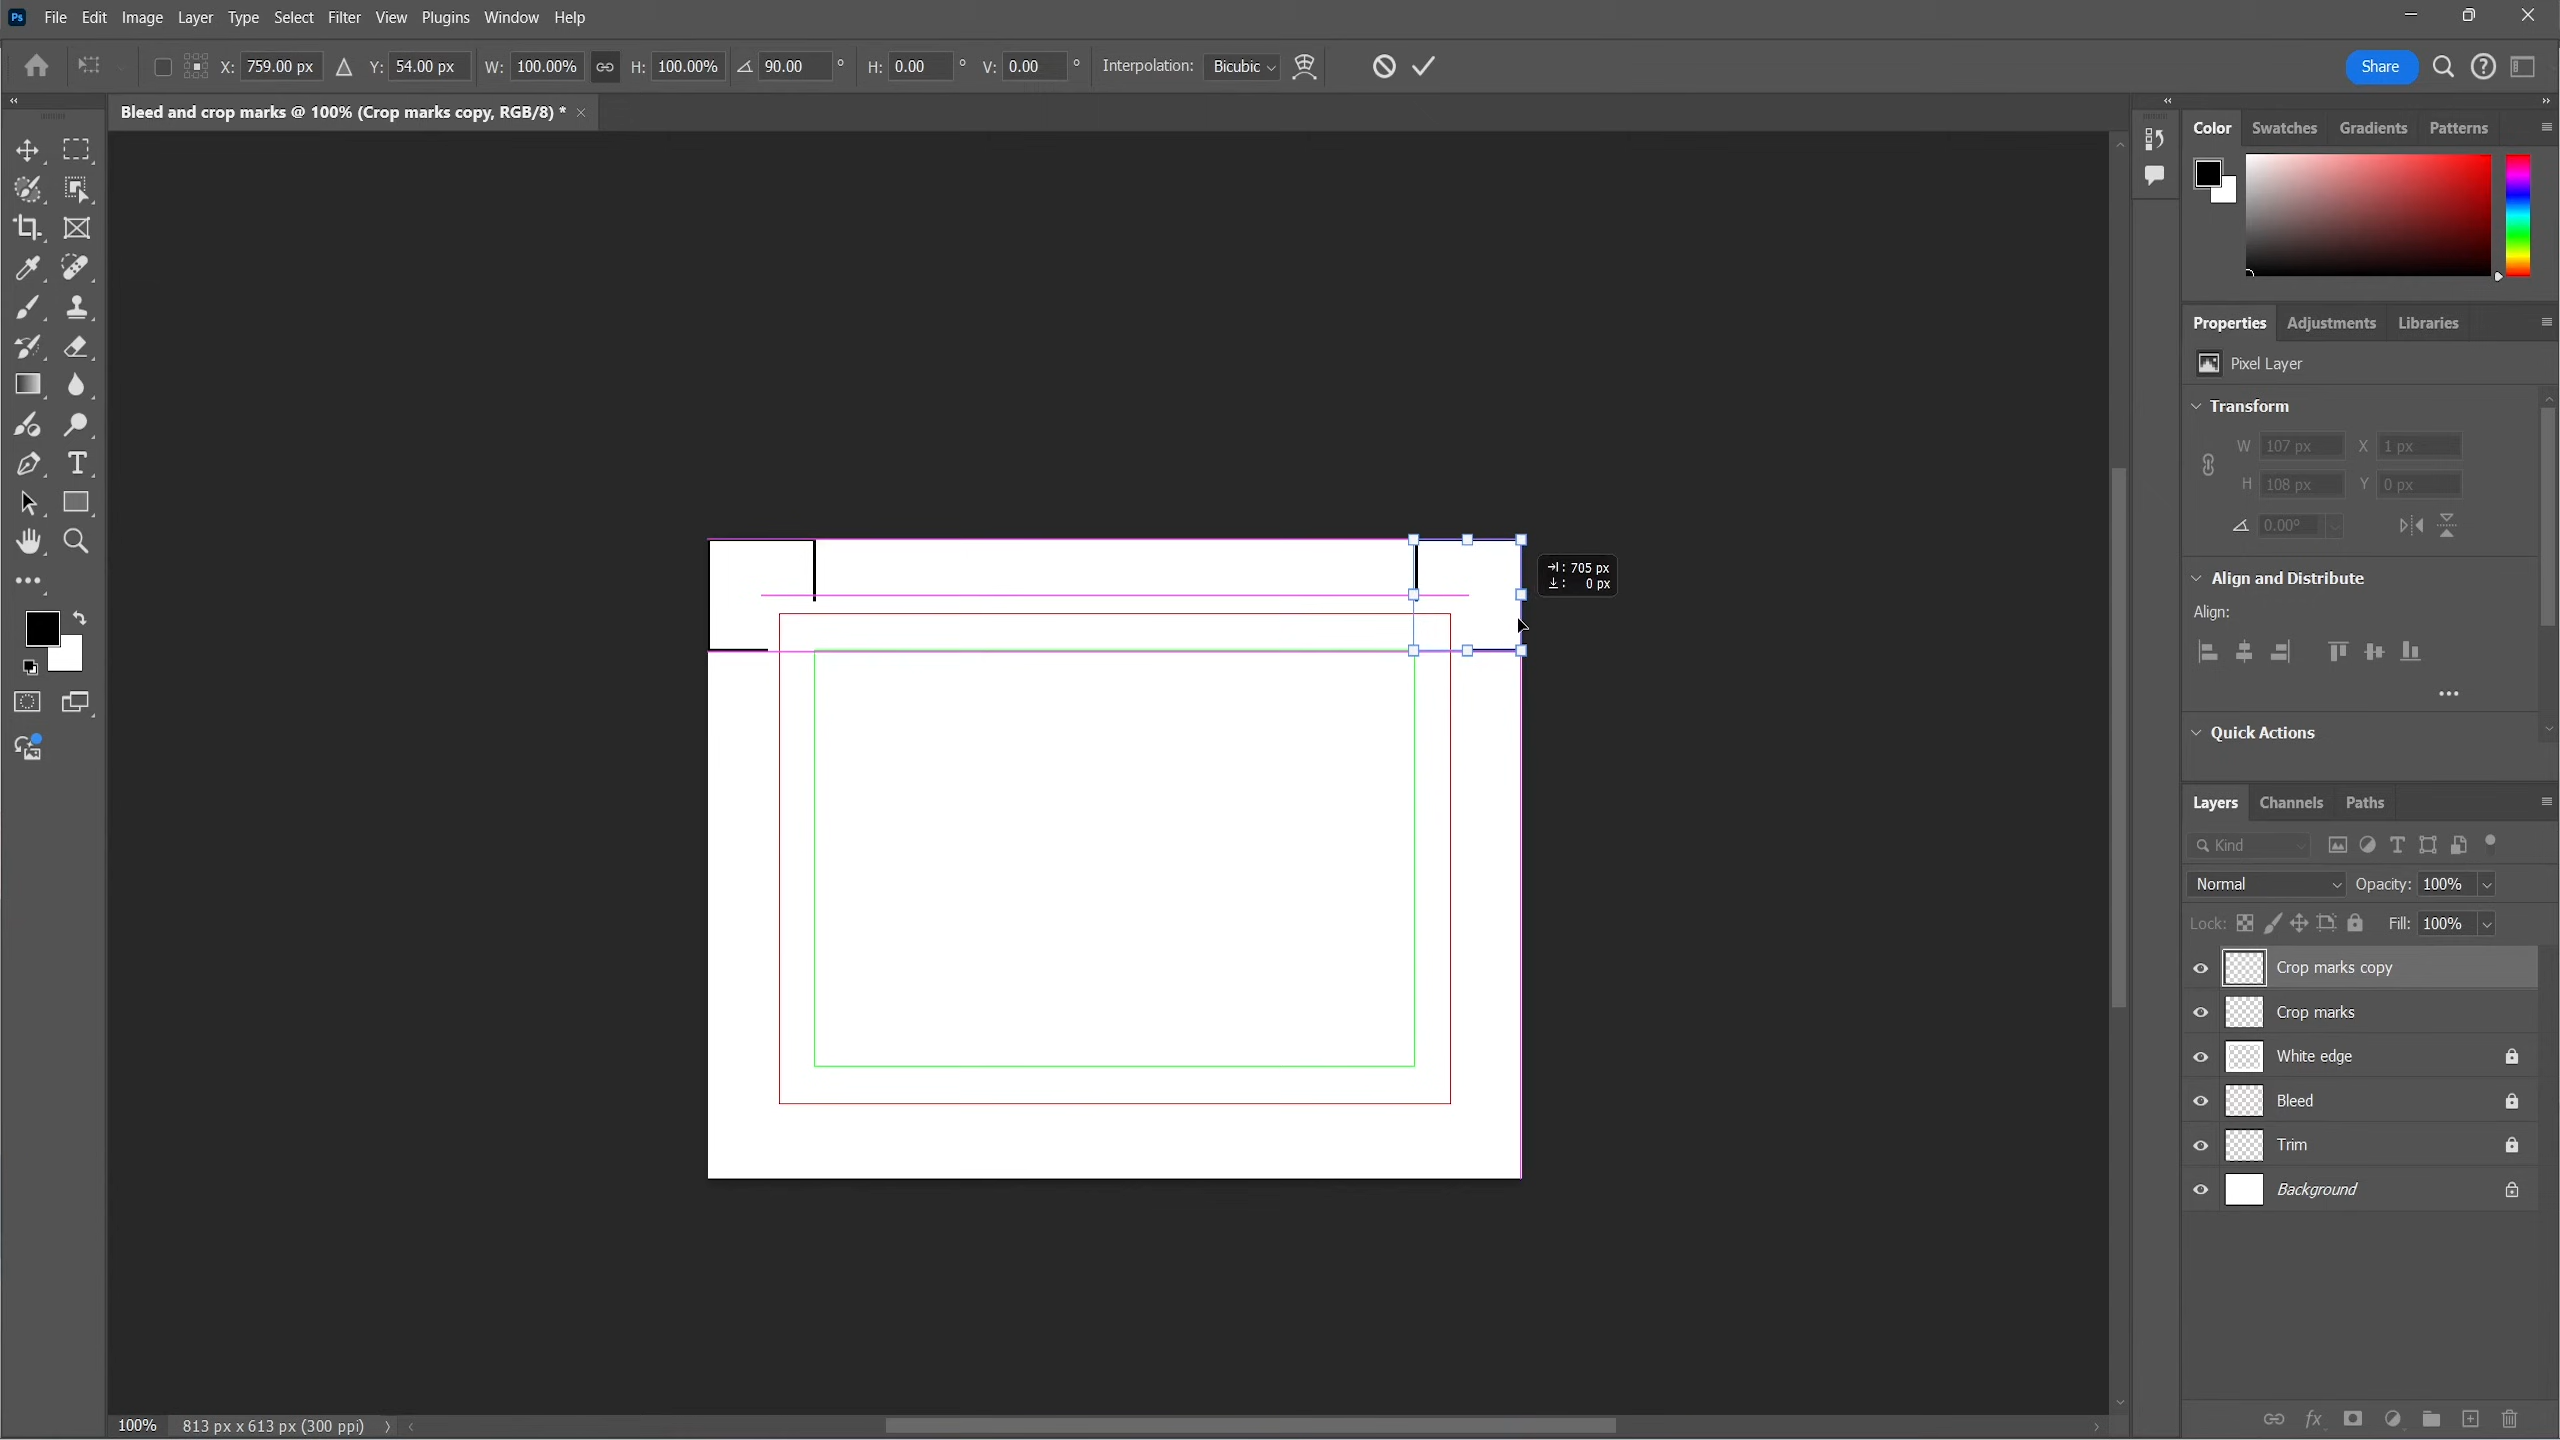 Ps File Edit Image Layer Type Select Filter View Plugins Window Help
X: 759.00 px Y: 54.00 px W: 100.00% H: 100.00% 90.00 ° H: 0.00 ° V: 0.00 ° Interpolation: Bicubic Share
Bleed and crop marks @ 100% (Crop marks copy, RGB/8) *
Color Swatches Gradients Patterns
Properties Adjustments Libraries
Pixel Layer
Transform
W 107 px X 1 px
H 108 px Y 0 px
0.00°
: 705 px
: 0 px
Align and Distribute
Align:
Quick Actions
Layers Channels Paths
Kind
Normal Opacity: 100%
Lock: Fill: 100%
Crop marks copy
Crop marks
White edge
Bleed
Trim
Background
100% 813 px x 613 px (300 ppi)